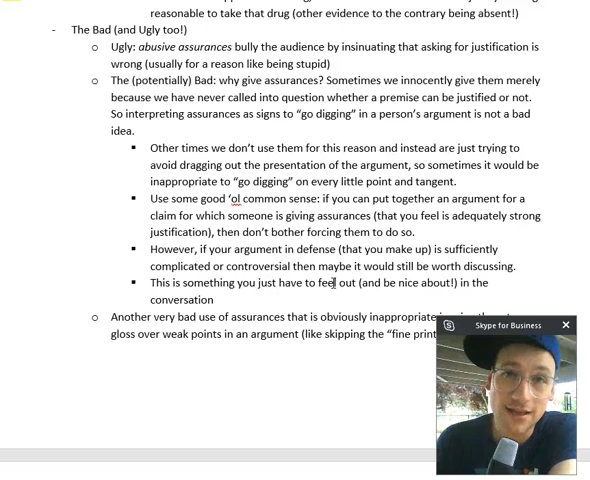 reasonable to take that drug (other evidence to the contrary being absent!)
- The Bad (and Ugly too!)
o Ugly: abusive assurances bully the audience by insinuating that asking for justification is
wrong (usually for a reason like being stupid)
o The (potentially) Bad: why give assurances? Sometimes we innocently give them merely
because we have never called into question whether a premise can be justified or not.
So interpreting assurances as signs to “go digging” in a person’s argument is not a bad
idea.
▪ Other times we don’t use them for this reason and instead are just trying to
avoid dragging out the presentation of the argument, so sometimes it would be
inappropriate to “go digging” on every little point and tangent.
▪ Use some good ‘ol common sense: if you can put together an argument for a
claim for which someone is giving assurances (that you feel is adequately strong
justification), then don’t bother forcing them to do so.
▪ However, if your argument in defense (that you make up) is sufficiently
complicated or controversial then maybe it would still be worth discussing.
▪ This is something you just have to feel out (and be nice about!) in the
conversation
o Another very bad use of assurances that is obviously inappropriate
gloss over weak points in an argument (like skipping the “fine print
Skype for Business